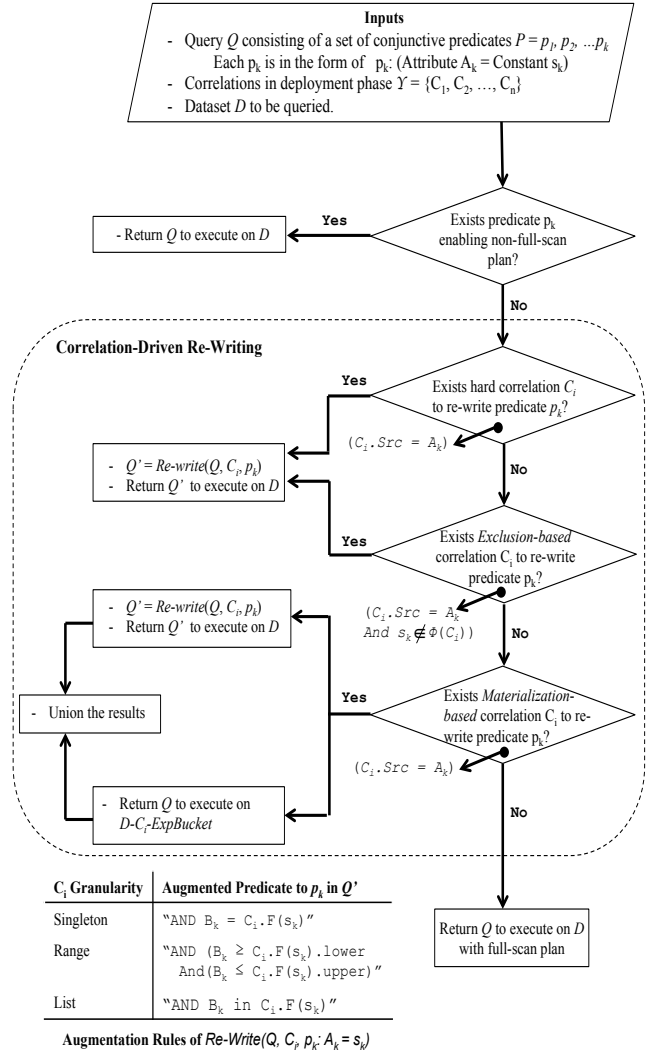 Inputs
- Query Q consisting of a set of conjunctive predicates P = p1, p2, ...pk
Each pk is in the form of pk: (Attribute Ak = Constant sk)
- Correlations in deployment phase ϒ = {C1, C2, …, Cn}
- Dataset D to be queried.
Exists predicate pk
enabling non-full-scan
plan?
Yes
- Return Q to execute on D
No
Correlation-Driven Re-Writing
Exists hard correlation Ci
to re-write predicate pk?
Yes
(Ci.Src = Ak)
- Q' = Re-write(Q, Ci, pk)
- Return Q' to execute on D
No
Exists Exclusion-based
correlation Ci to re-write
predicate pk?
Yes
(Ci.Src = Ak
And sk ∉ Φ(Ci))
- Q' = Re-write(Q, Ci, pk)
- Return Q' to execute on D
No
Exists Materialization-
based correlation Ci to re-
write predicate pk?
Yes
(Ci.Src = Ak)
- Union the results
- Return Q to execute on
D-Ci-ExpBucket
No
Return Q to execute on D
with full-scan plan
Ci Granularity Augmented Predicate to pk in Q'
Singleton "AND Bk = Ci.F(sk)"
Range "AND (Bk ≥ Ci.F(sk).lower
And(Bk ≤ Ci.F(sk).upper)"
List "AND Bk in Ci.F(sk)"
Augmentation Rules of Re-Write(Q, Ci, pk: Ak = sk)